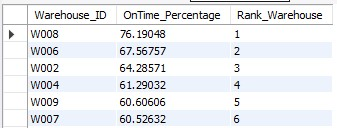 Warehouse_ID OnTime_Percentage Rank_Warehouse
W008 76.19048 1
W006 67.56757 2
W002 64.28571 3
W004 61.29032 4
W009 60.60606 5
W007 60.52632 6